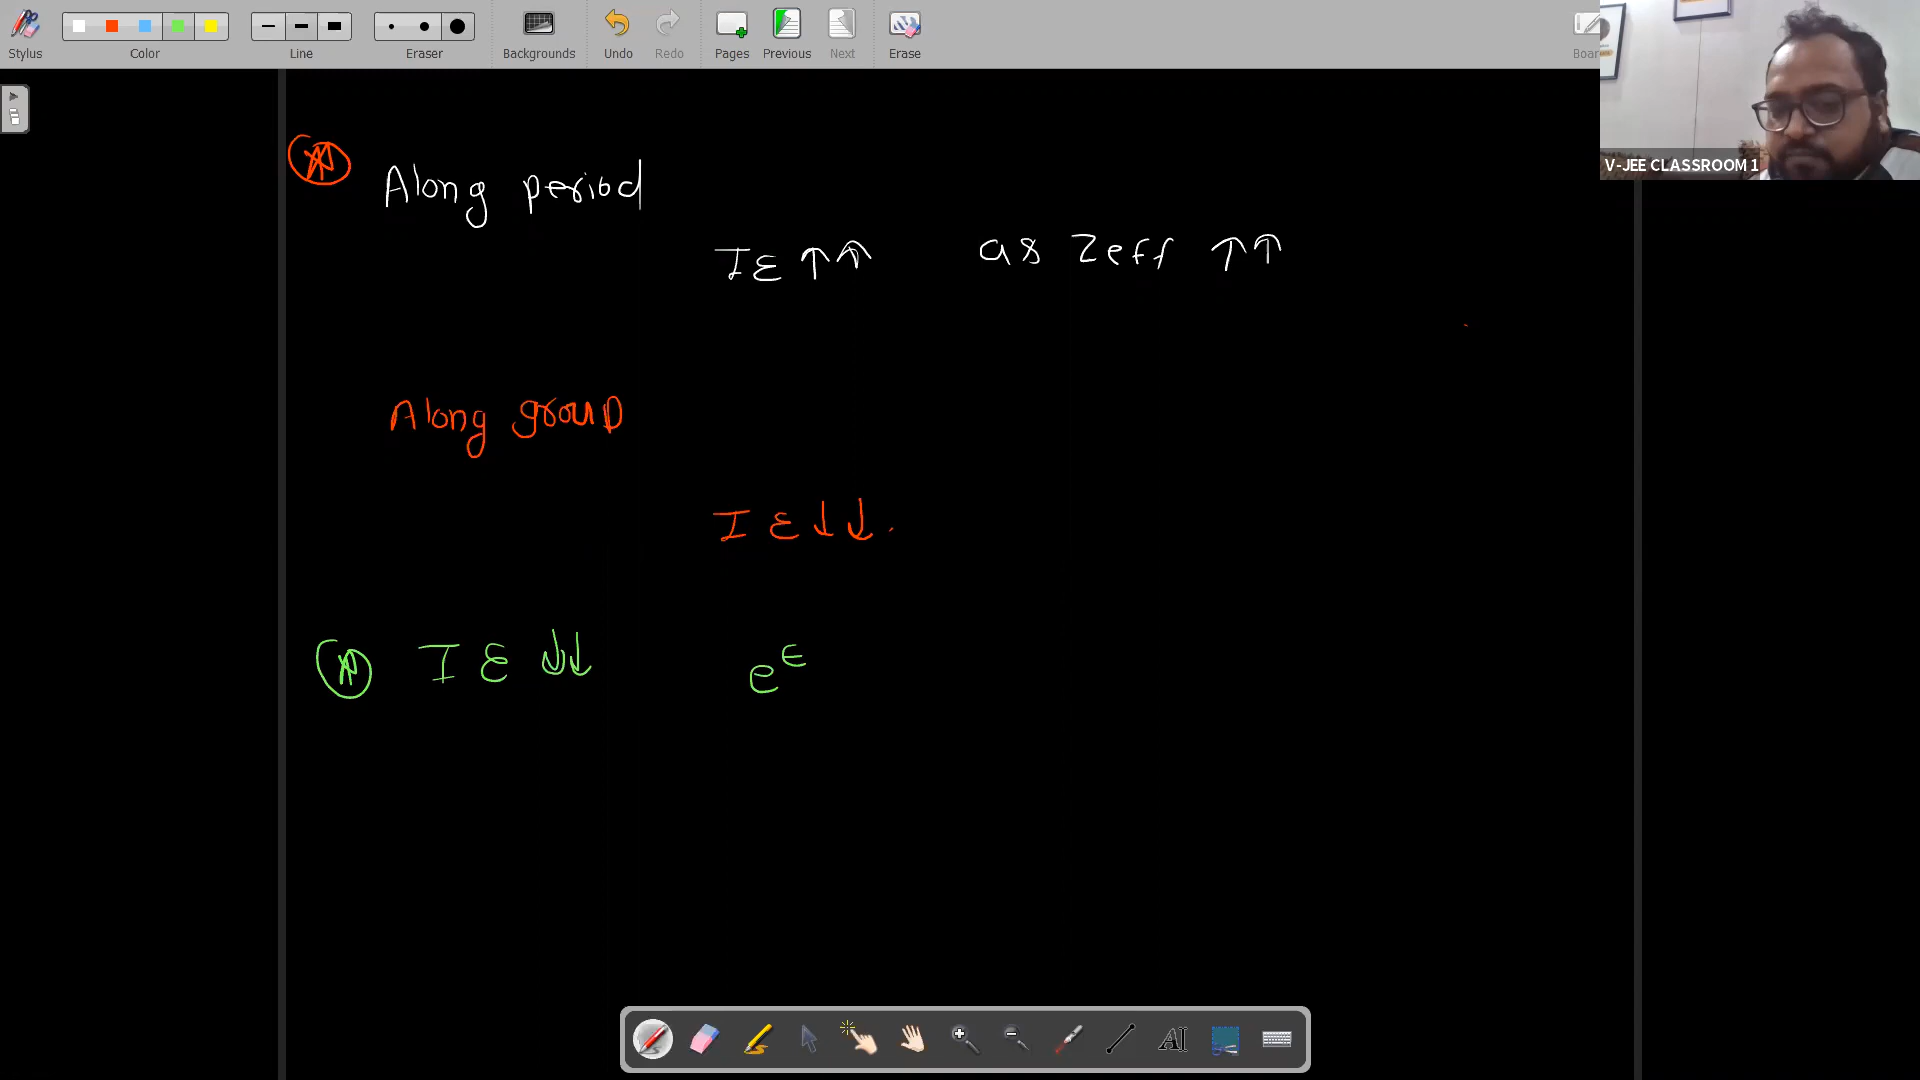 Stylus Color Line Eraser Backgrounds Undo Redo Pages Previous Next Erase Boar
V-JEE CLASSROOM 1
Along period
IE ↑↑ as Zeff ↑↑
Along group
IE ↓↓.
IE ↓↓ e